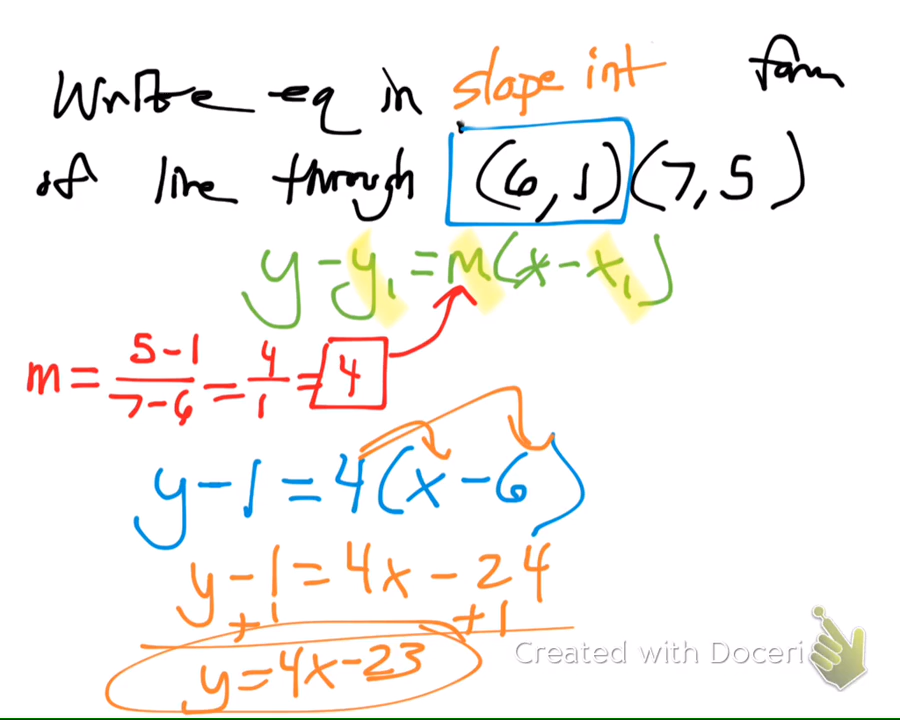 Write eq in slope int form
of line through (6,1)(7,5)
y-y₁=m(x-x₁)
m = 5-1/7-6 = 4/1 = 4
y-1=4(x-6)
y-1=4x-24
+1 +1
y=4x-23
Created with Doceri